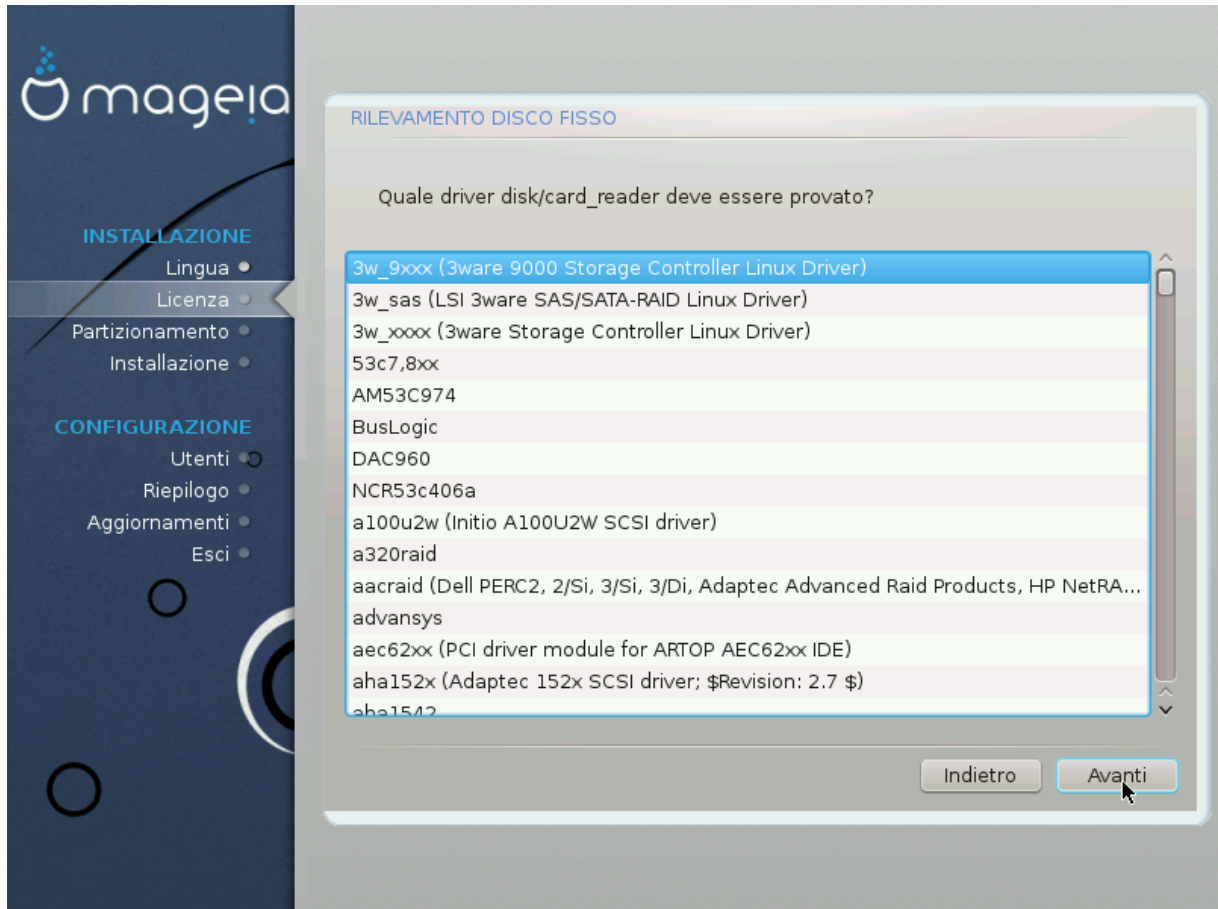 mageia
INSTALLAZIONE
Lingua
Licenza
Partizionamento
Installazione
CONFIGURAZIONE
Utenti
Riepilogo
Aggiornamenti
Esci
RILEVAMENTO DISCO FISSO
Quale driver disk/card_reader deve essere provato?
3w_9xxx (3ware 9000 Storage Controller Linux Driver)
3w_sas (LSI 3ware SAS/SATA-RAID Linux Driver)
3w_xxxx (3ware Storage Controller Linux Driver)
53c7,8xx
AM53C974
BusLogic
DAC960
NCR53c406a
a100u2w (Initio A100U2W SCSI driver)
a320raid
aacraid (Dell PERC2, 2/Si, 3/Si, 3/Di, Adaptec Advanced Raid Products, HP NetRA...
advansys
aec62xx (PCI driver module for ARTOP AEC62xx IDE)
aha152x (Adaptec 152x SCSI driver; $Revision: 2.7 $)
aha1542
Indietro
Avanti